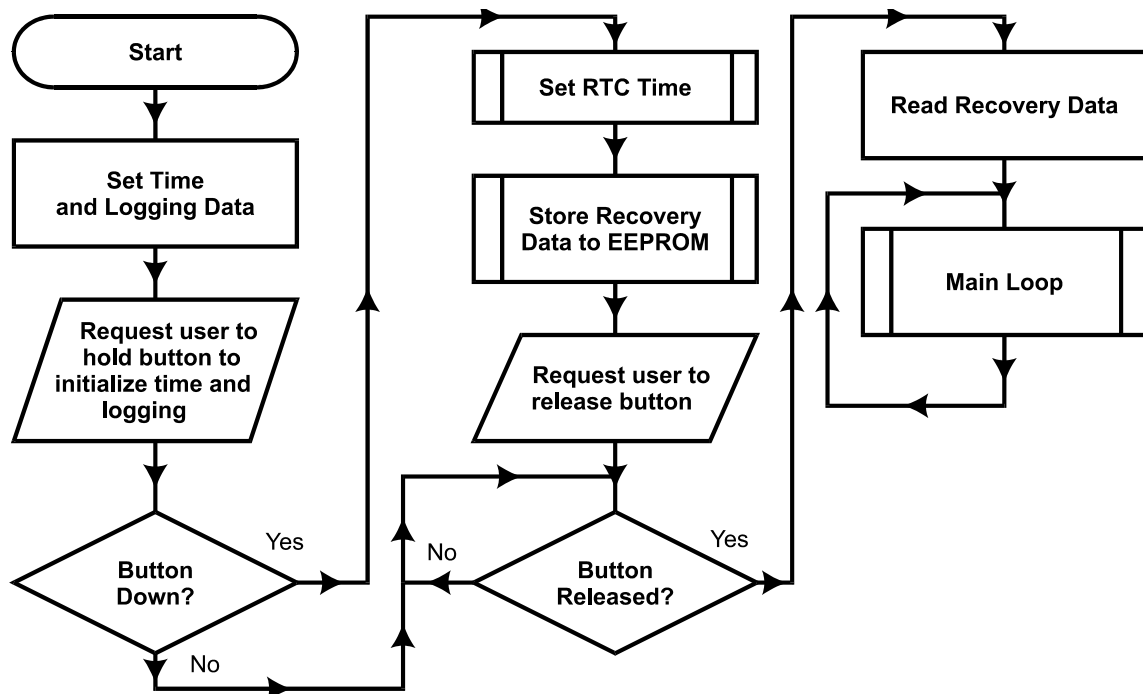 Start
Set Time
and Logging Data
Request user to
hold button to
initialize time and
logging
Button
Down?
Yes
No
Set RTC Time
Store Recovery
Data to EEPROM
Request user to
release button
Button
Released?
No
Yes
Read Recovery Data
Main Loop